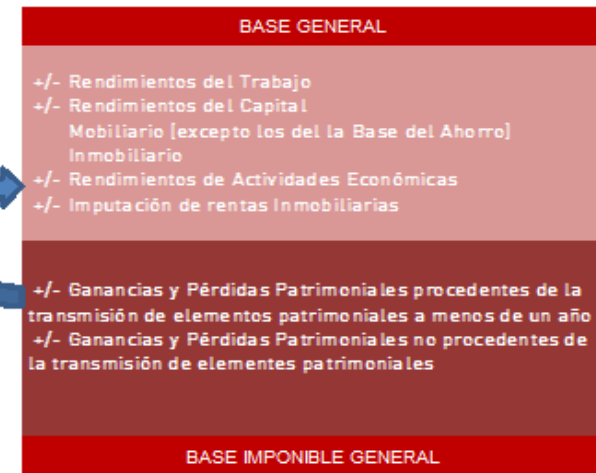 BASE GENERAL
+/- Rendimientos del Trabajo
+/- Rendimientos del Capital
Mobiliario [excepto los del la Base del Ahorro]
Inmobiliario
+/- Rendimientos de Actividades Económicas
+/- Imputación de rentas Inmobiliarias
+/- Ganancias y Pérdidas Patrimoniales procedentes de la
transmisión de elementos patrimoniales a menos de un año
+/- Ganancias y Pérdidas Patrimoniales no procedentes de
la transmisión de elementes patrimoniales
BASE IMPONIBLE GENERAL